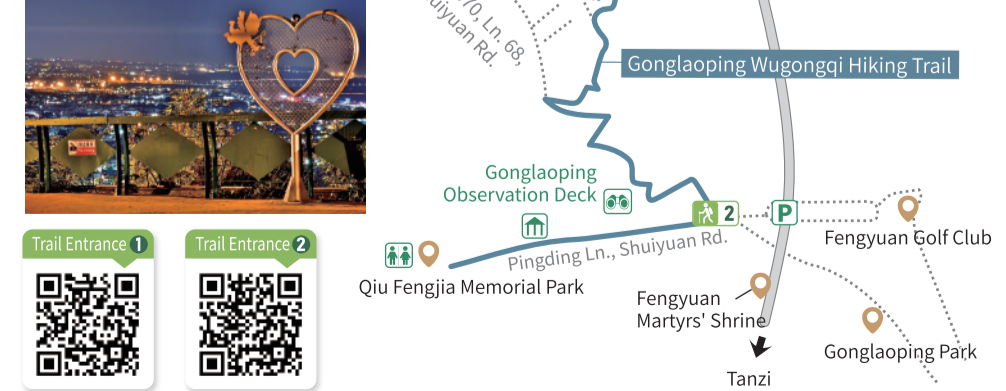 70, Ln. 68,
uiyuan Rd.
Gonglaoping Wugongqi Hiking Trail
Gonglaoping
Observation Deck
2
P
Pingding Ln., Shuiyuan Rd.
Fengyuan Golf Club
Qiu Fengjia Memorial Park
Fengyuan
Martyrs' Shrine
Gonglaoping Park
Tanzi
Trail Entrance 1
Trail Entrance 2